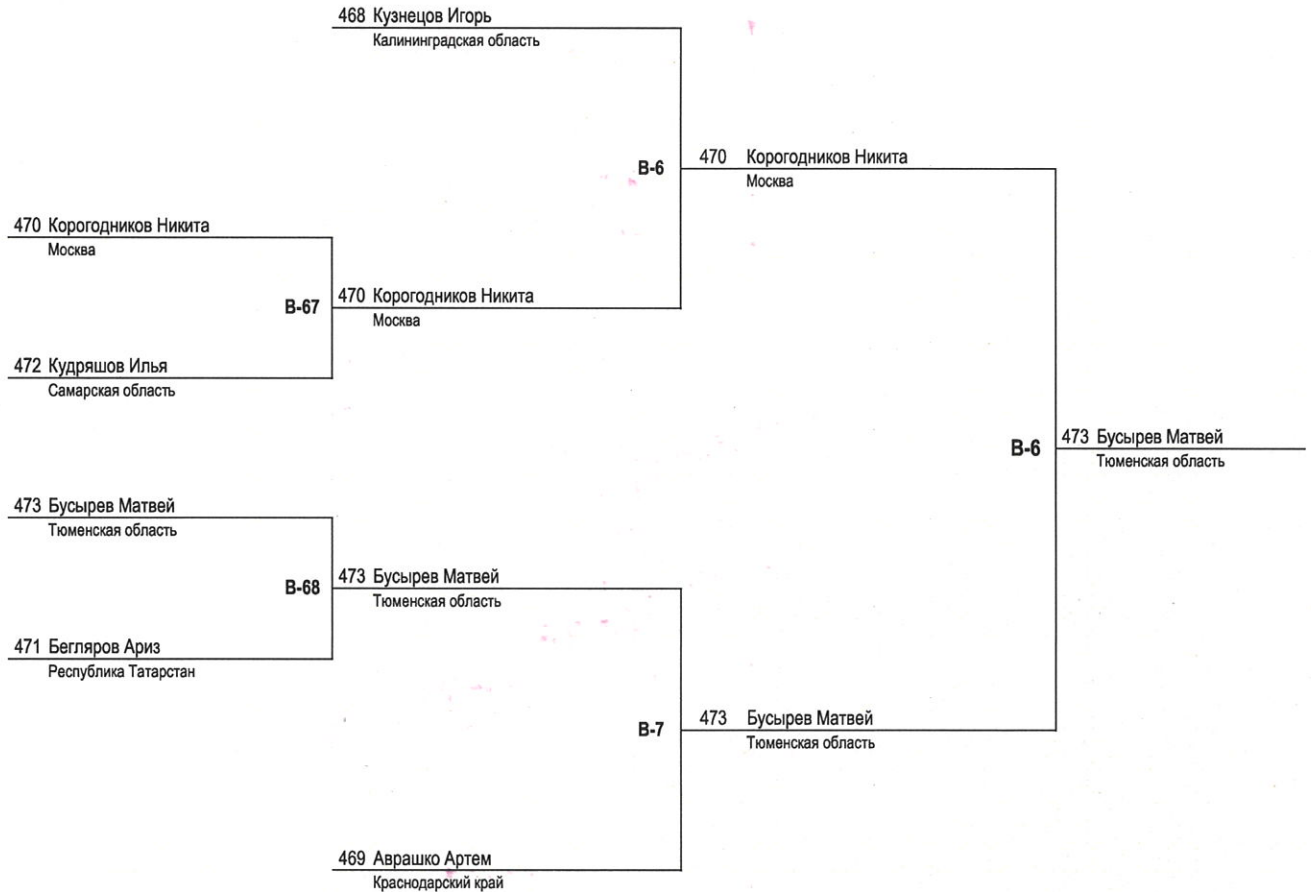 468 Кузнецов Игорь
Калининградская область
В-6
470 Корогодников Никита
Москва
470 Корогодников Никита
Москва
В-67
470 Корогодников Никита
Москва
472 Кудряшов Илья
Самарская область
В-6
473 Бусырев Матвей
Тюменская область
473 Бусырев Матвей
Тюменская область
В-68
473 Бусырев Матвей
Тюменская область
471 Бегляров Ариз
Республика Татарстан
В-7
473 Бусырев Матвей
Тюменская область
469 Аврашко Артем
Краснодарский край